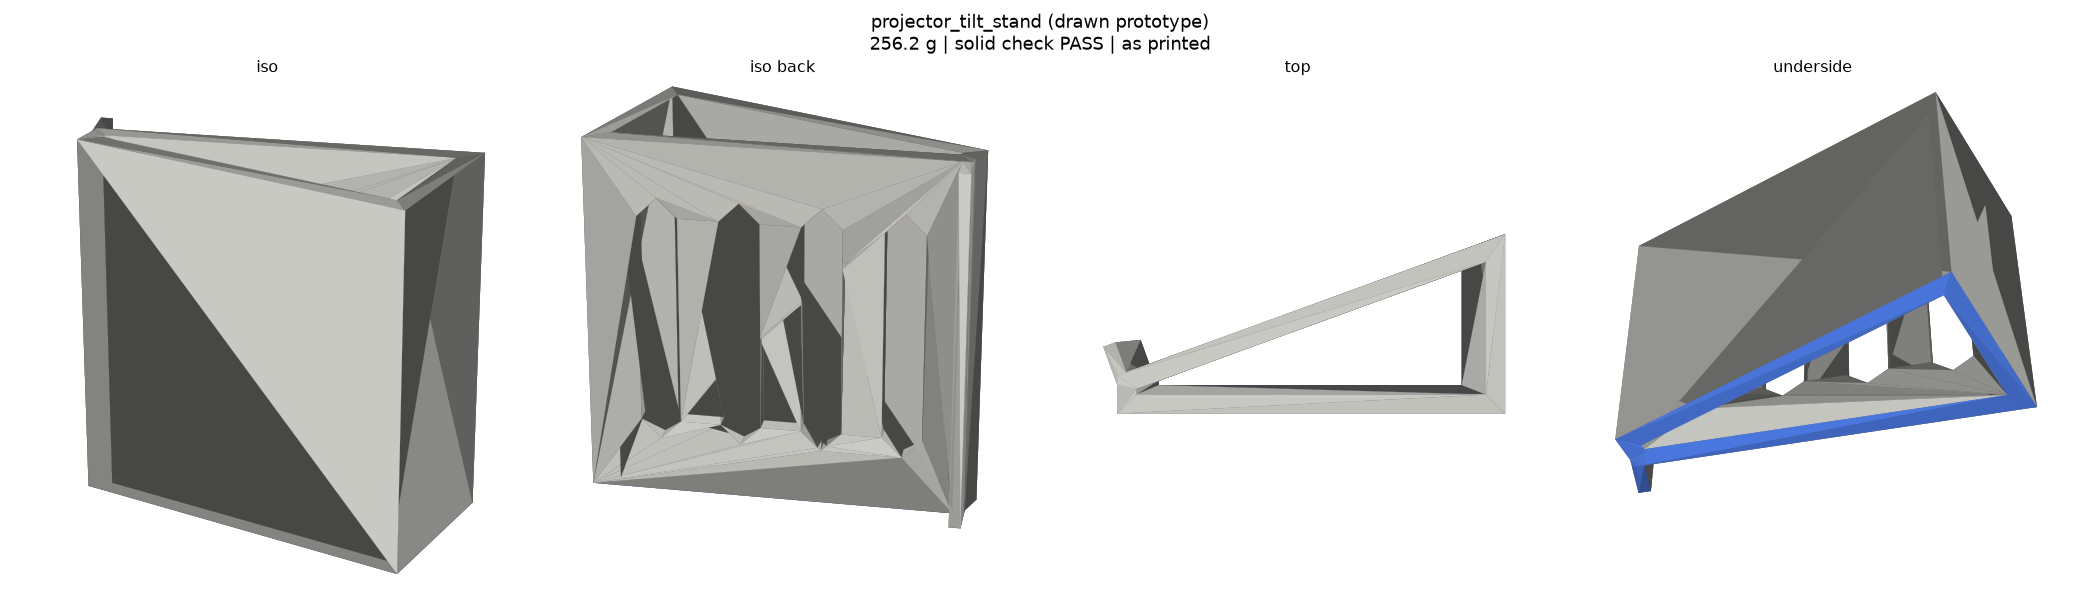 projector_tilt_stand (drawn prototype)
256.2 g | solid check PASS | as printed
iso
iso back
top
underside